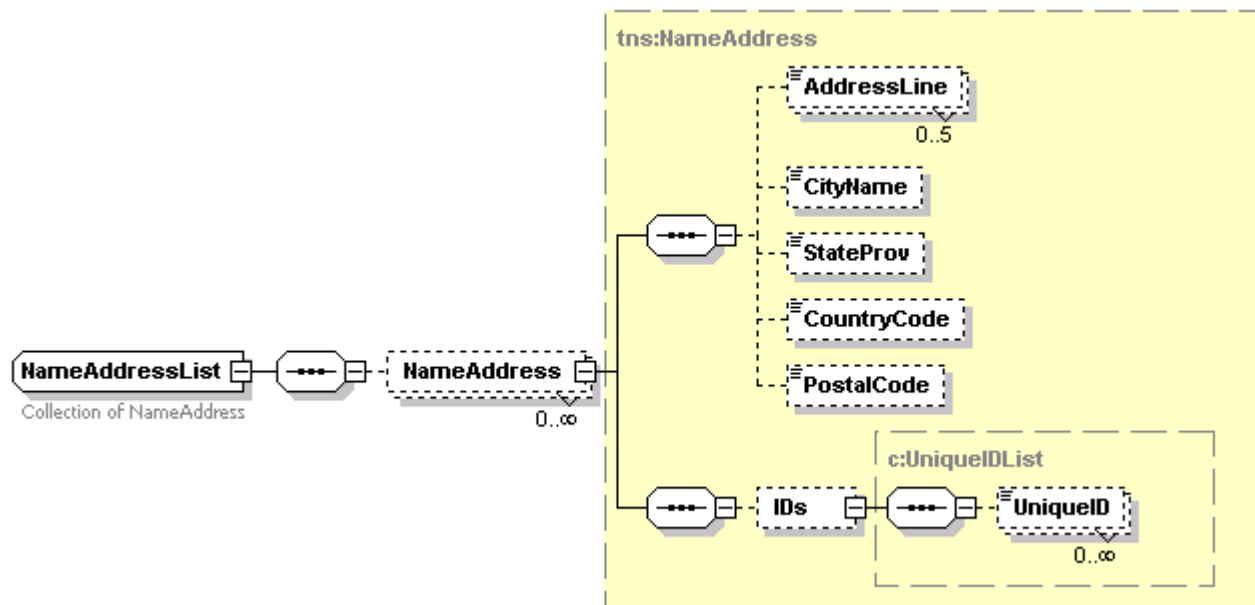 tns:NameAddress
AddressLine
0..5
CityName
StateProv
CountryCode
NameAddressList
NameAddress
PostalCode
Collection of NameAddress
0..∞
c:UniqueIDList
IDs
UniqueID
0..∞